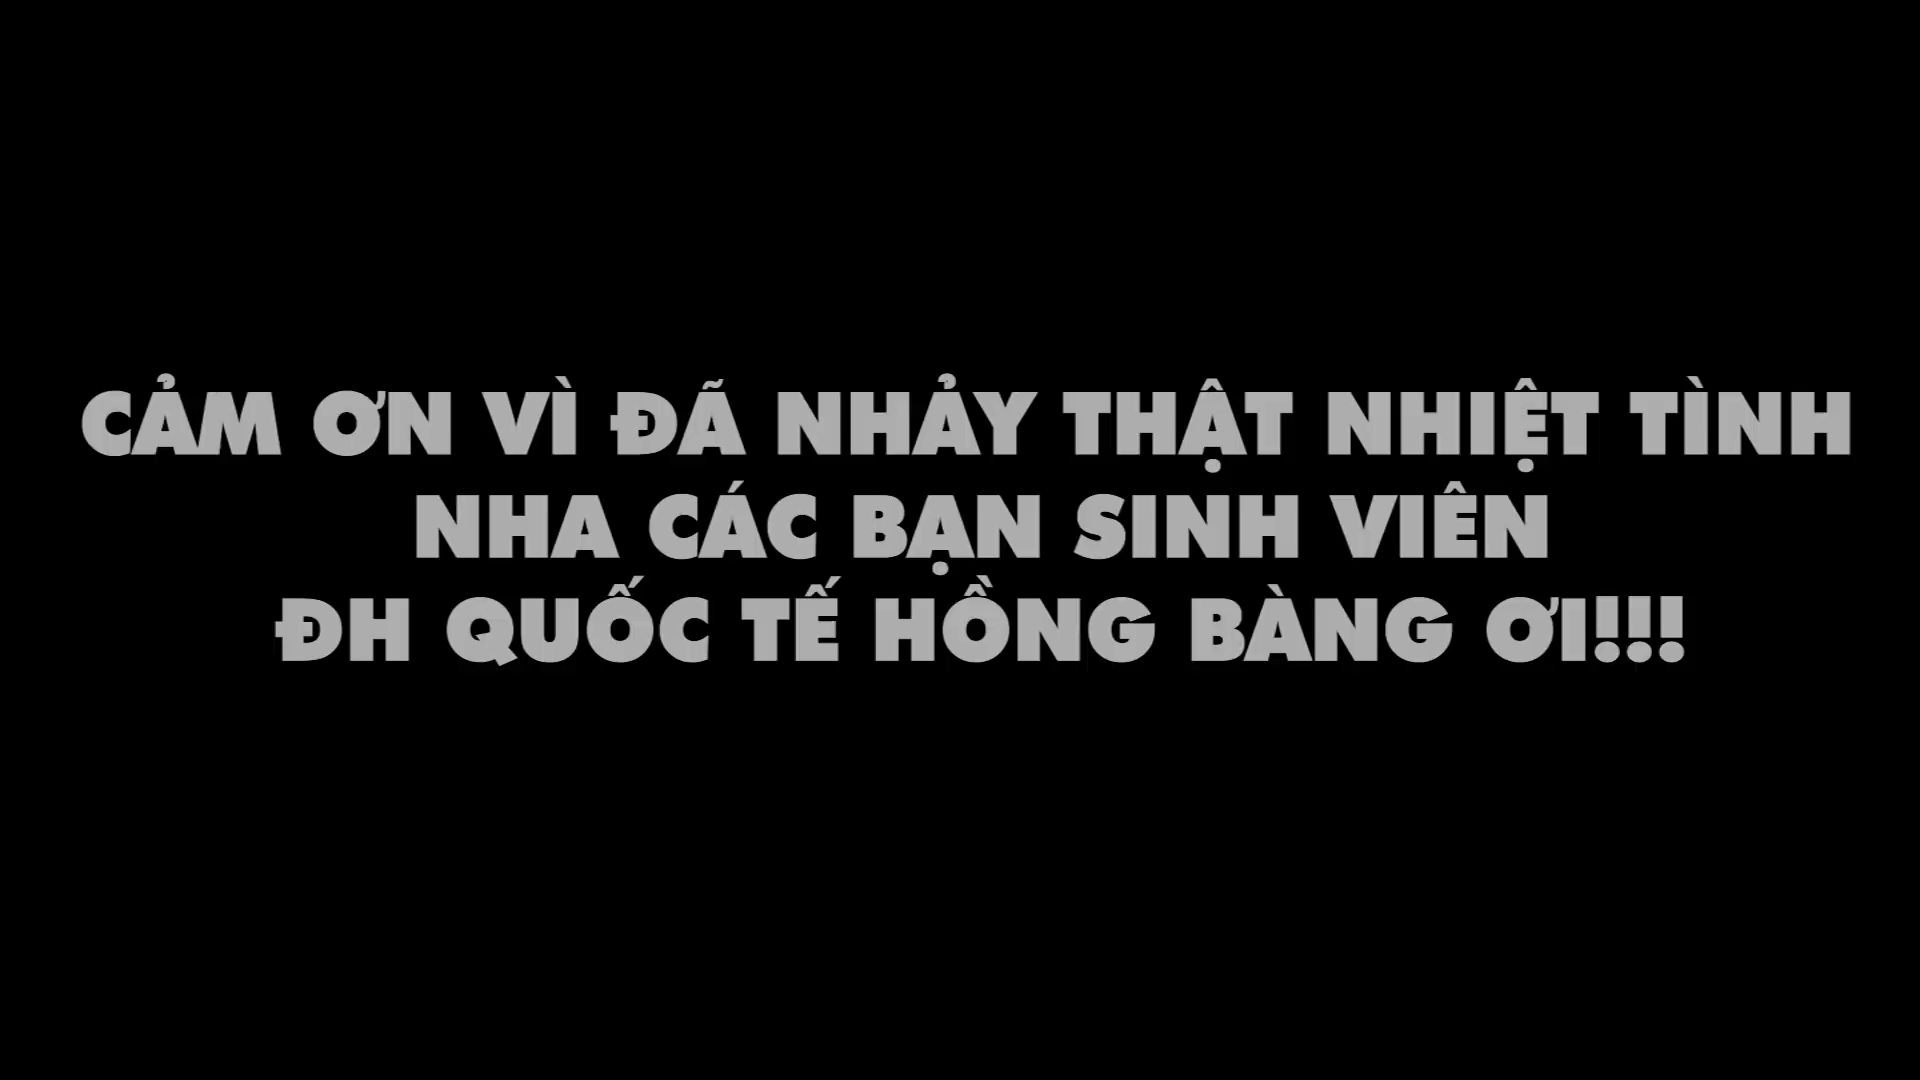 CẢM ƠN VÌ ĐÃ NHẢY THẬT NHIỆT TÌNH
NHA CÁC BẠN SINH VIÊN
ĐH QUỐC TẾ HỒNG BÀNG ƠI!!!